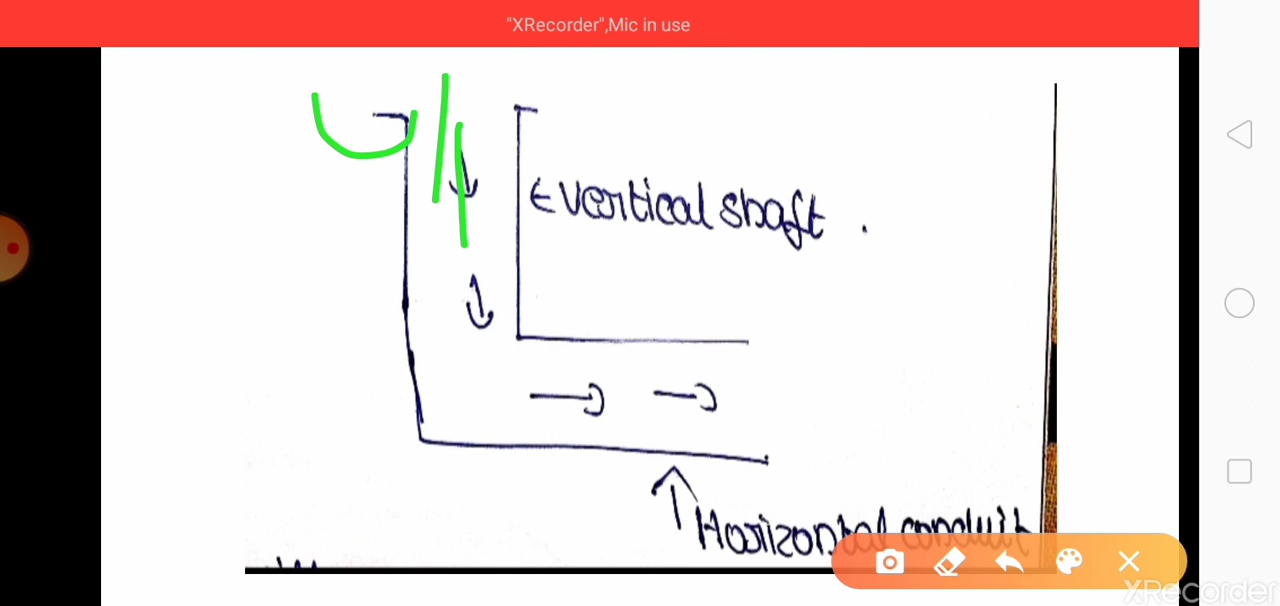 "XRecorder",Mic in use
← vertical shaft .
Horizontal conduit
XRecorder